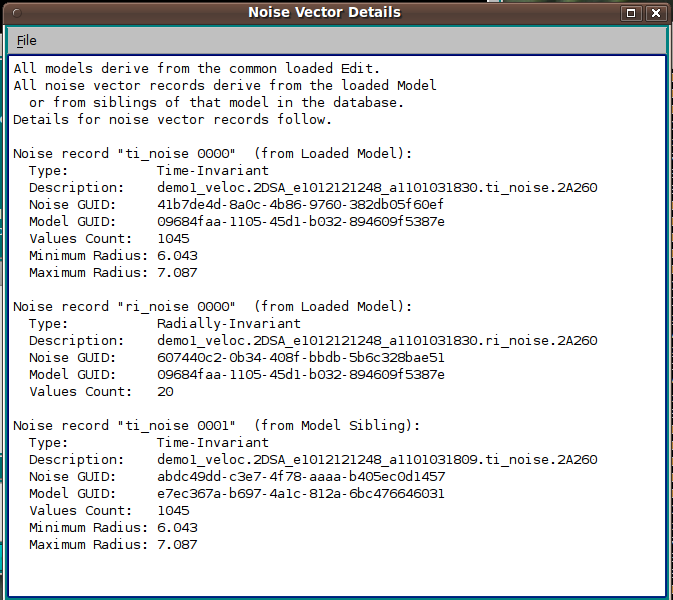 Noise Vector Details
File
All models derive from the common loaded Edit.
All noise vector records derive from the loaded Model
or from siblings of that model in the database.
Details for noise vector records follow.
Noise record "ti_noise 0000" (from Loaded Model):
Type: Time-Invariant
Description: demo1_veloc.2DSA_e1012121248_a1101031830.ti_noise.2A260
Noise GUID: 41b7de4d-8a0c-4b86-9760-382db05f60ef
Model GUID: 09684faa-1105-45d1-b032-894609f5387e
Values Count: 1045
Minimum Radius: 6.043
Maximum Radius: 7.087
Noise record "ri_noise 0000" (from Loaded Model):
Type: Radially-Invariant
Description: demo1_veloc.2DSA_e1012121248_a1101031830.ri_noise.2A260
Noise GUID: 607440c2-0b34-408f-bbdb-5b6c328bae51
Model GUID: 09684faa-1105-45d1-b032-894609f5387e
Values Count: 20
Noise record "ti_noise 0001" (from Model Sibling):
Type: Time-Invariant
Description: demo1_veloc.2DSA_e1012121248_a1101031809.ti_noise.2A260
Noise GUID: abdc49dd-c3e7-4f78-aaaa-b405ec0d1457
Model GUID: e7ec367a-b697-4a1c-812a-6bc476646031
Values Count: 1045
Minimum Radius: 6.043
Maximum Radius: 7.087